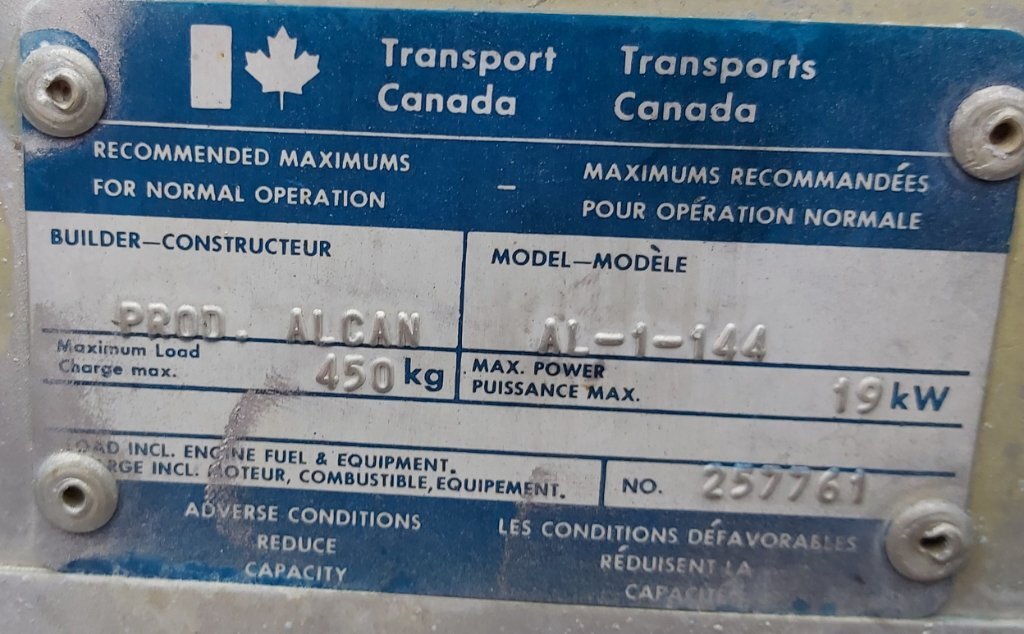 Transport Canada
Transports Canada
RECOMMENDED MAXIMUMS
FOR NORMAL OPERATION
–
MAXIMUMS RECOMMANDÉES
POUR OPÉRATION NORMALE
BUILDER—CONSTRUCTEUR
PROD. ALCAN
MODEL—MODÈLE
AL-1-144
Maximum Load
Charge max.
450 kg
MAX. POWER
PUISSANCE MAX.
19 kW
LOAD INCL. ENGINE FUEL & EQUIPMENT.
INCL. MOTEUR, COMBUSTIBLE, EQUIPEMENT.
NO. 257761
ADVERSE CONDITIONS
REDUCE
CAPACITY
LES CONDITIONS DÉFAVORABLES
RÉDUISENT LA
CAPACITE